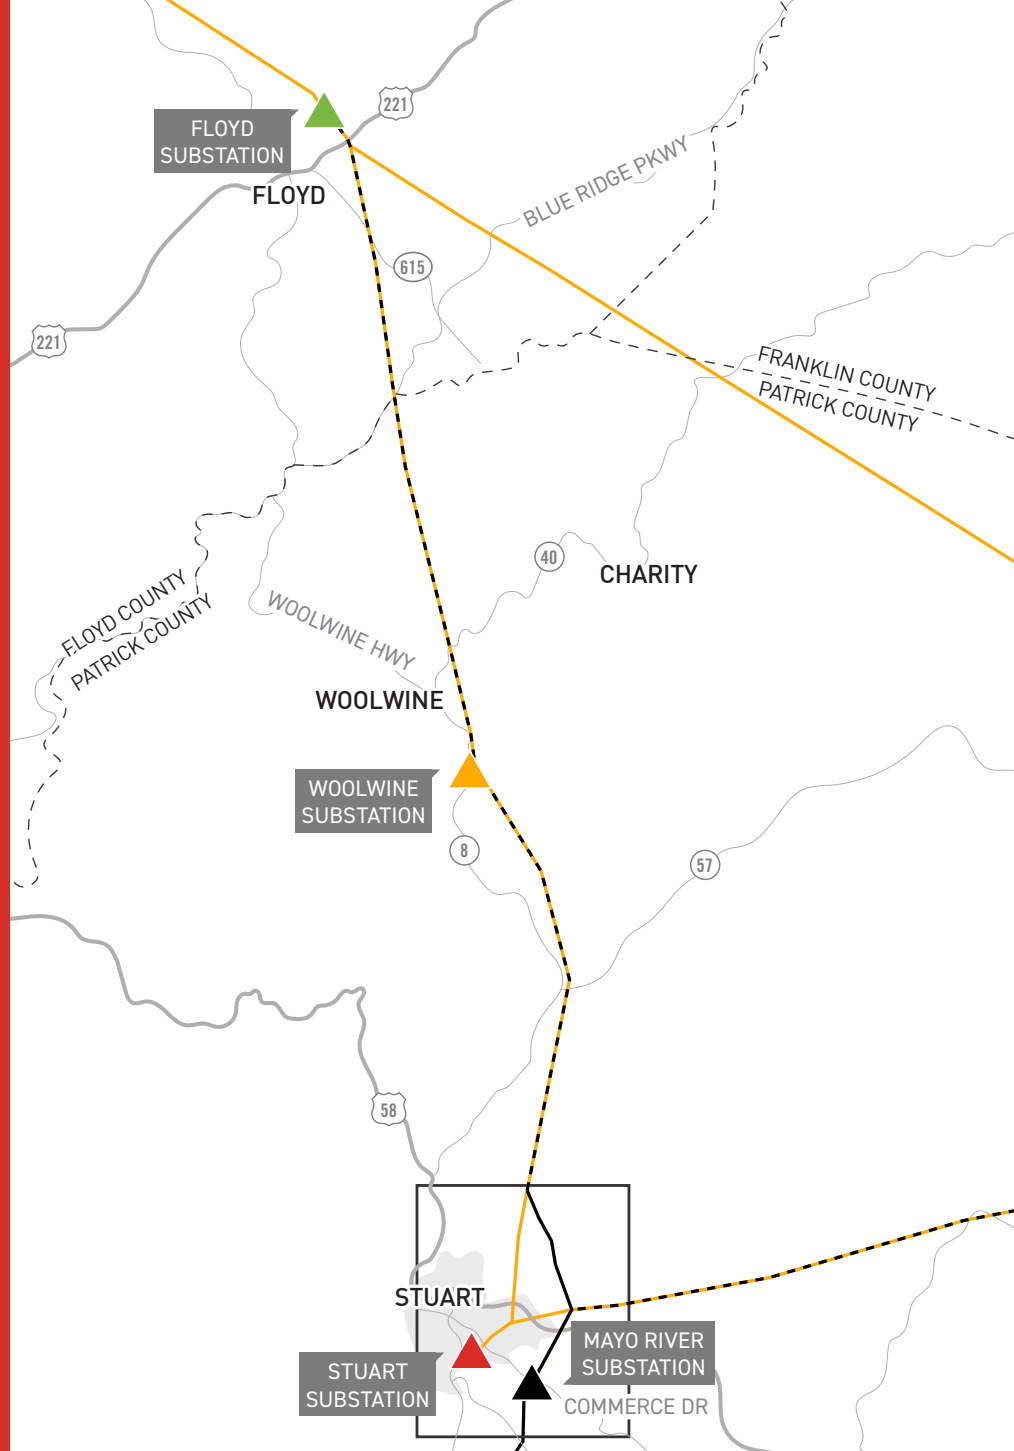 221
FLOYD
SUBSTATION
BLUE RIDGE PKWY
FLOYD
615
221
FRANKLIN COUNTY
PATRICK COUNTY
40
CHARITY
FLOYD COUNTY
PATRICK COUNTY
WOOLWINE HWY
WOOLWINE
WOOLWINE
SUBSTATION
8
57
58
STUART
MAYO RIVER
SUBSTATION
STUART
SUBSTATION
COMMERCE DR